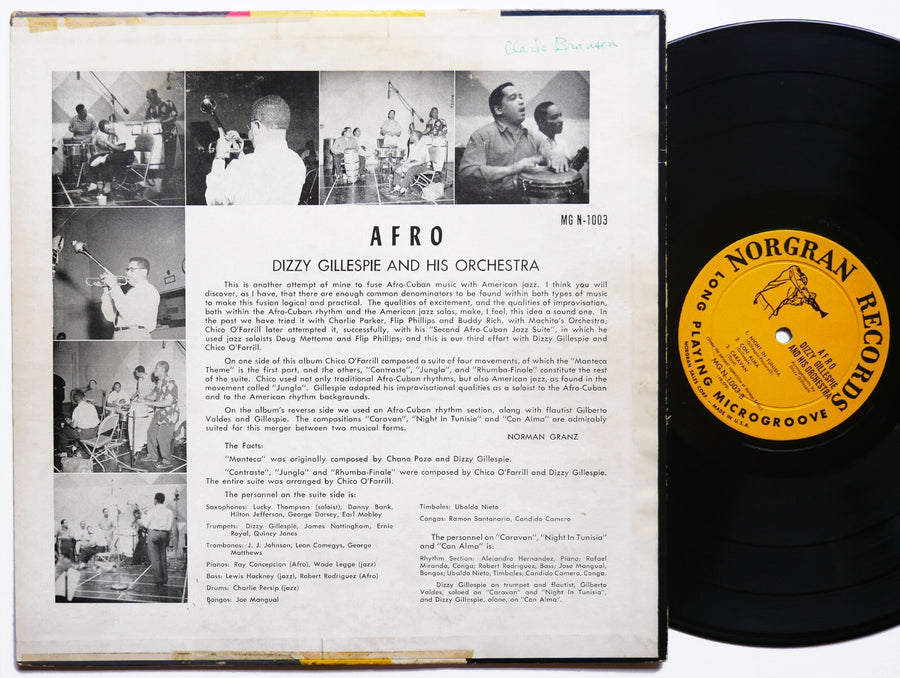 Clark Branson
MG N-1003
AFRO
DIZZY GILLESPIE AND HIS ORCHESTRA
This is another attempt of mine to fuse Afro-Cuban music with American jazz. I think you will
discover, as I have, that there are enough common denominators to be found within both types of music
to make this fusion logical and practical. The qualities of excitement, and the qualities of improvisation,
both within the Afro-Cuban rhythm and the American jazz solos, make, I feel, this idea a sound one. In
the past we have tried it with Charlie Parker, Flip Phillips and Buddy Rich, with Machito's Orchestra;
Chico O'Farrill later attempted it, successfully, with his "Second Afro-Cuban Jazz Suite", in which he
used jazz soloists Doug Mettome and Flip Phillips; and this is our third effort with Dizzy Gillespie and
Chico O'Farrill.
On one side of this album Chico O'Farrill composed a suite of four movements, of which the "Manteca
Theme" is the first part, and the others, "Contraste", "Jungla", and "Rhumba-Finale" constitute the rest
of the suite. Chico used not only traditional Afro-Cuban rhythms, but also American jazz, as found in the
movement called "Jungla". Gillespie adapted his improvisational qualities as a soloist to the Afro-Cuban
and to the American rhythm backgrounds.
On the album's reverse side we used an Afro-Cuban rhythm section, along with flautist Gilberto
Valdes and Gillespie. The compositions "Caravan", "Night In Tunisia" and "Con Alma" are admirably
suited for this merger between two musical forms.
NORMAN GRANZ
The Facts:
"Manteca" was originally composed by Chano Pozo and Dizzy Gillespie.
"Contraste", "Jungla" and "Rhumba-Finale" were composed by Chico O'Farrill and Dizzy Gillespie.
The entire suite was arranged by Chico O'Farrill.
The personnel on the suite side is:
Saxophones: Lucky Thompson (soloist), Danny Bank,
Hilton Jefferson, George Dorsey, Earl Mobley
Trumpets: Dizzy Gillespie, James Nottingham, Ernie
Royal, Quincy Jones
Trombones: J. J. Johnson, Leon Comegys, George
Matthews
Pianos: Ray Concepcion (Afro), Wade Legge (jazz)
Bass: Lewis Hackney (jazz), Robert Rodriguez (Afro)
Drums: Charlie Persip (jazz)
Bongos: Joe Mangual
Timbales: Ubaldo Nieto
Congas: Ramon Santanoria, Candido Camero
The personnel on "Caravan", "Night In Tunisia"
and "Con Alma" is:
Rhythm Section: Alejandro Hernandez, Piano; Rafael
Miranda, Conga; Robert Rodriguez, Bass; Jose Mangual,
Bongos; Ubaldo Nieto, Timbales; Candido Camero, Conga.
Dizzy Gillespie on trumpet and flautist, Gilberto
Valdes, soloed on "Caravan" and "Night In Tunisia",
and Dizzy Gillespie, alone, on "Con Alma".
NORGRAN RECORDS
LONG PLAYING MICROGROOVE
NORGRAN RECORDS CORP. — MADE IN U.S.A.
AFRO
DIZZY GILLESPIE
AND HIS ORCHESTRA
1. NIGHT IN TUNISIA
2. CON ALMA
3. CARAVAN
MG N-1003-B